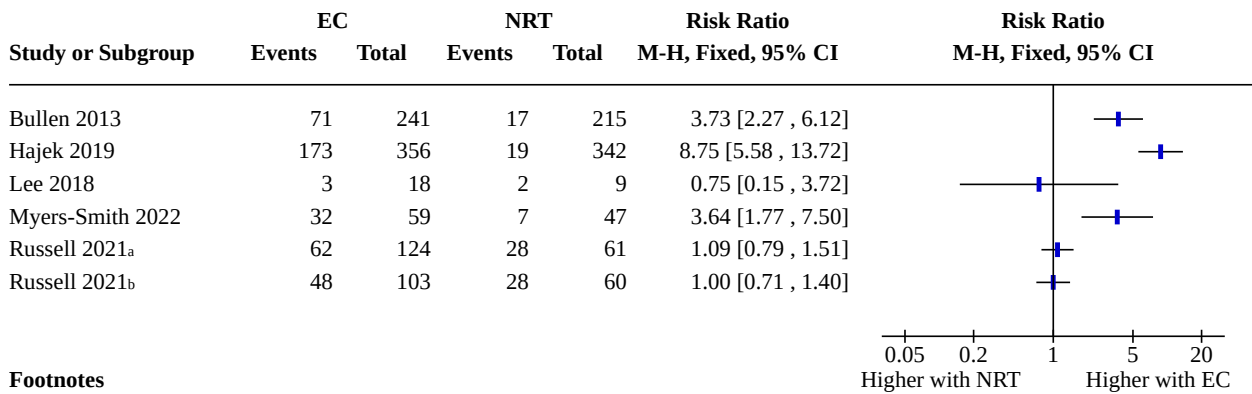 EC NRT Risk Ratio Risk Ratio
Study or Subgroup Events Total Events Total M-H, Fixed, 95% CI M-H, Fixed, 95% CI
Bullen 2013 71 241 17 215 3.73 [2.27 , 6.12]
Hajek 2019 173 356 19 342 8.75 [5.58 , 13.72]
Lee 2018 3 18 2 9 0.75 [0.15 , 3.72]
Myers-Smith 2022 32 59 7 47 3.64 [1.77 , 7.50]
Russell 2021a 62 124 28 61 1.09 [0.79 , 1.51]
Russell 2021b 48 103 28 60 1.00 [0.71 , 1.40]
0.05 0.2 1 5 20
Footnotes Higher with NRT Higher with EC